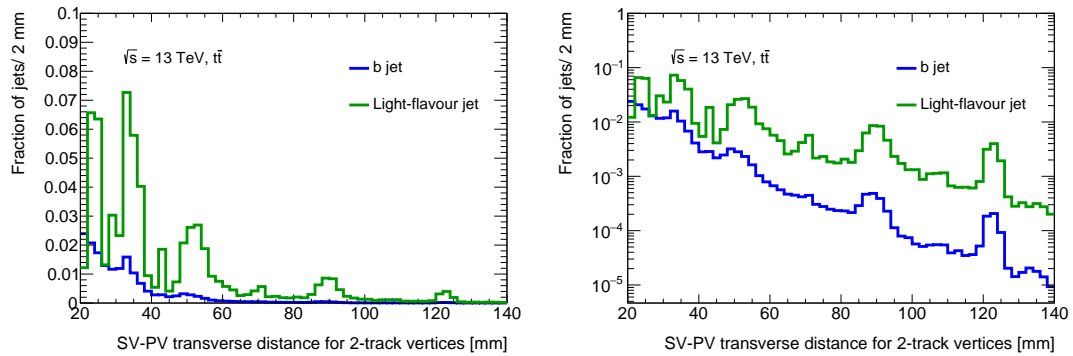 0.1
0.09
0.08
0.07
0.06
0.05
0.04
0.03
0.02
0.01
0
Fraction of jets/ 2 mm
√s = 13 TeV, tt̄
b jet
Light-flavour jet
20 40 60 80 100 120 140
SV-PV transverse distance for 2-track vertices [mm]
1
10⁻¹
10⁻²
10⁻³
10⁻⁴
10⁻⁵
Fraction of jets/ 2 mm
√s = 13 TeV, tt̄
b jet
Light-flavour jet
20 40 60 80 100 120 140
SV-PV transverse distance for 2-track vertices [mm]